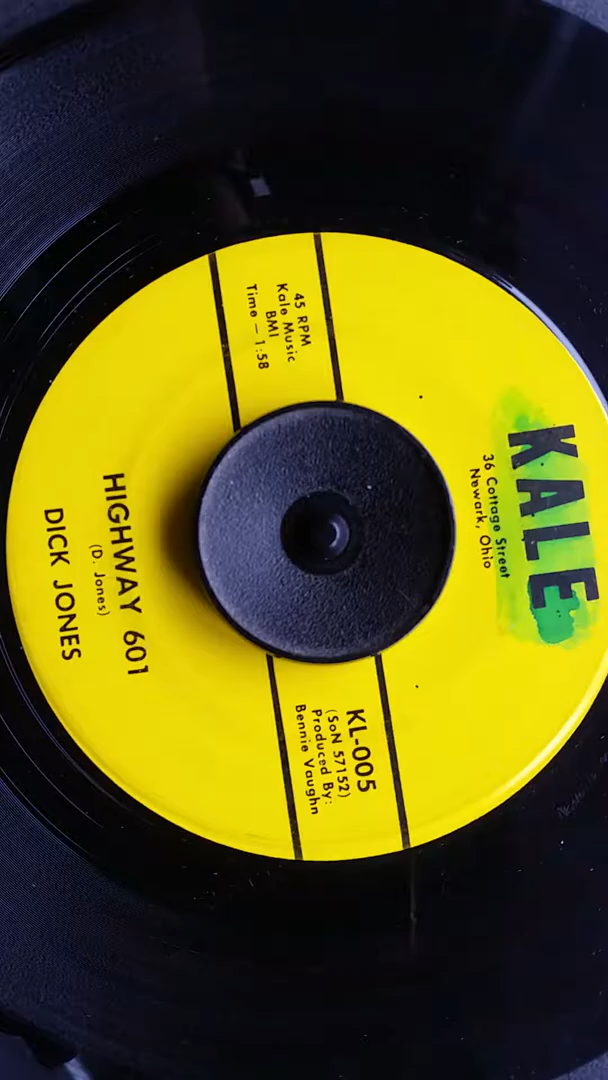 KALE
36 Cottage Street
Newark, Ohio
45 RPM
Kale Music
BMI
Time — 1:58
KL-005
(SoN 57152)
Produced By:
Bennie Vaughn
HIGHWAY 601
(D. Jones)
DICK JONES